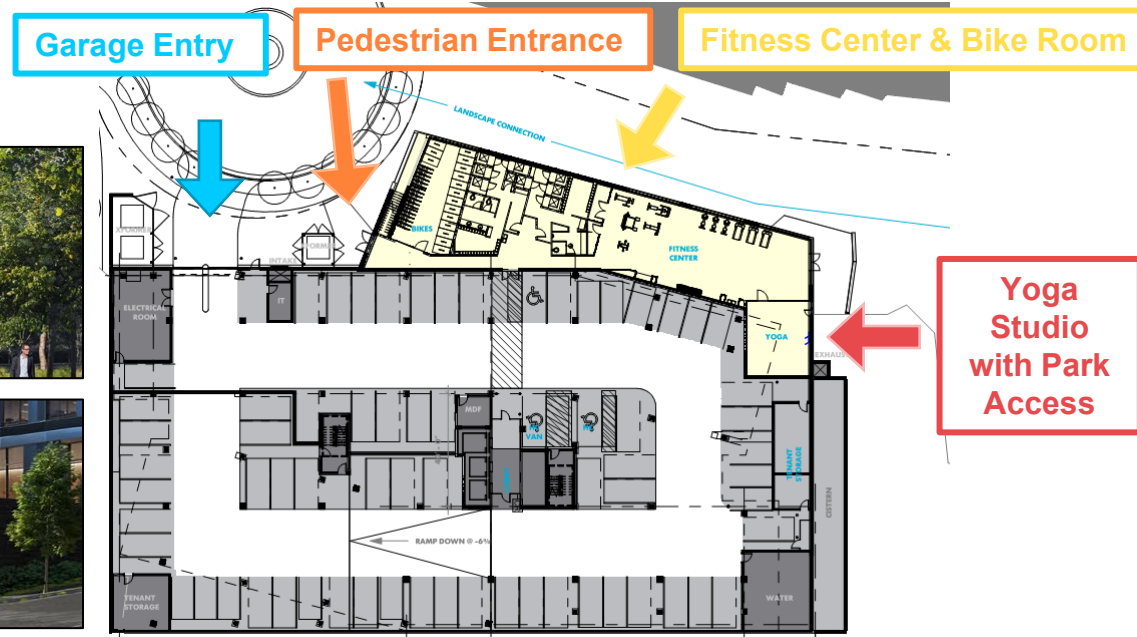 Garage Entry
Pedestrian Entrance
Fitness Center & Bike Room
LANDSCAPE CONNECTION
BIKES
FITNESS
CENTER
INTAKE
IT
ELECTRICAL
ROOM
YOGA
EXHAUST
Yoga
Studio
with Park
Access
MDF
VAN
TENANT
STORAGE
CISTERN
RAMP DOWN @ -6%
TENANT
STORAGE
WATER